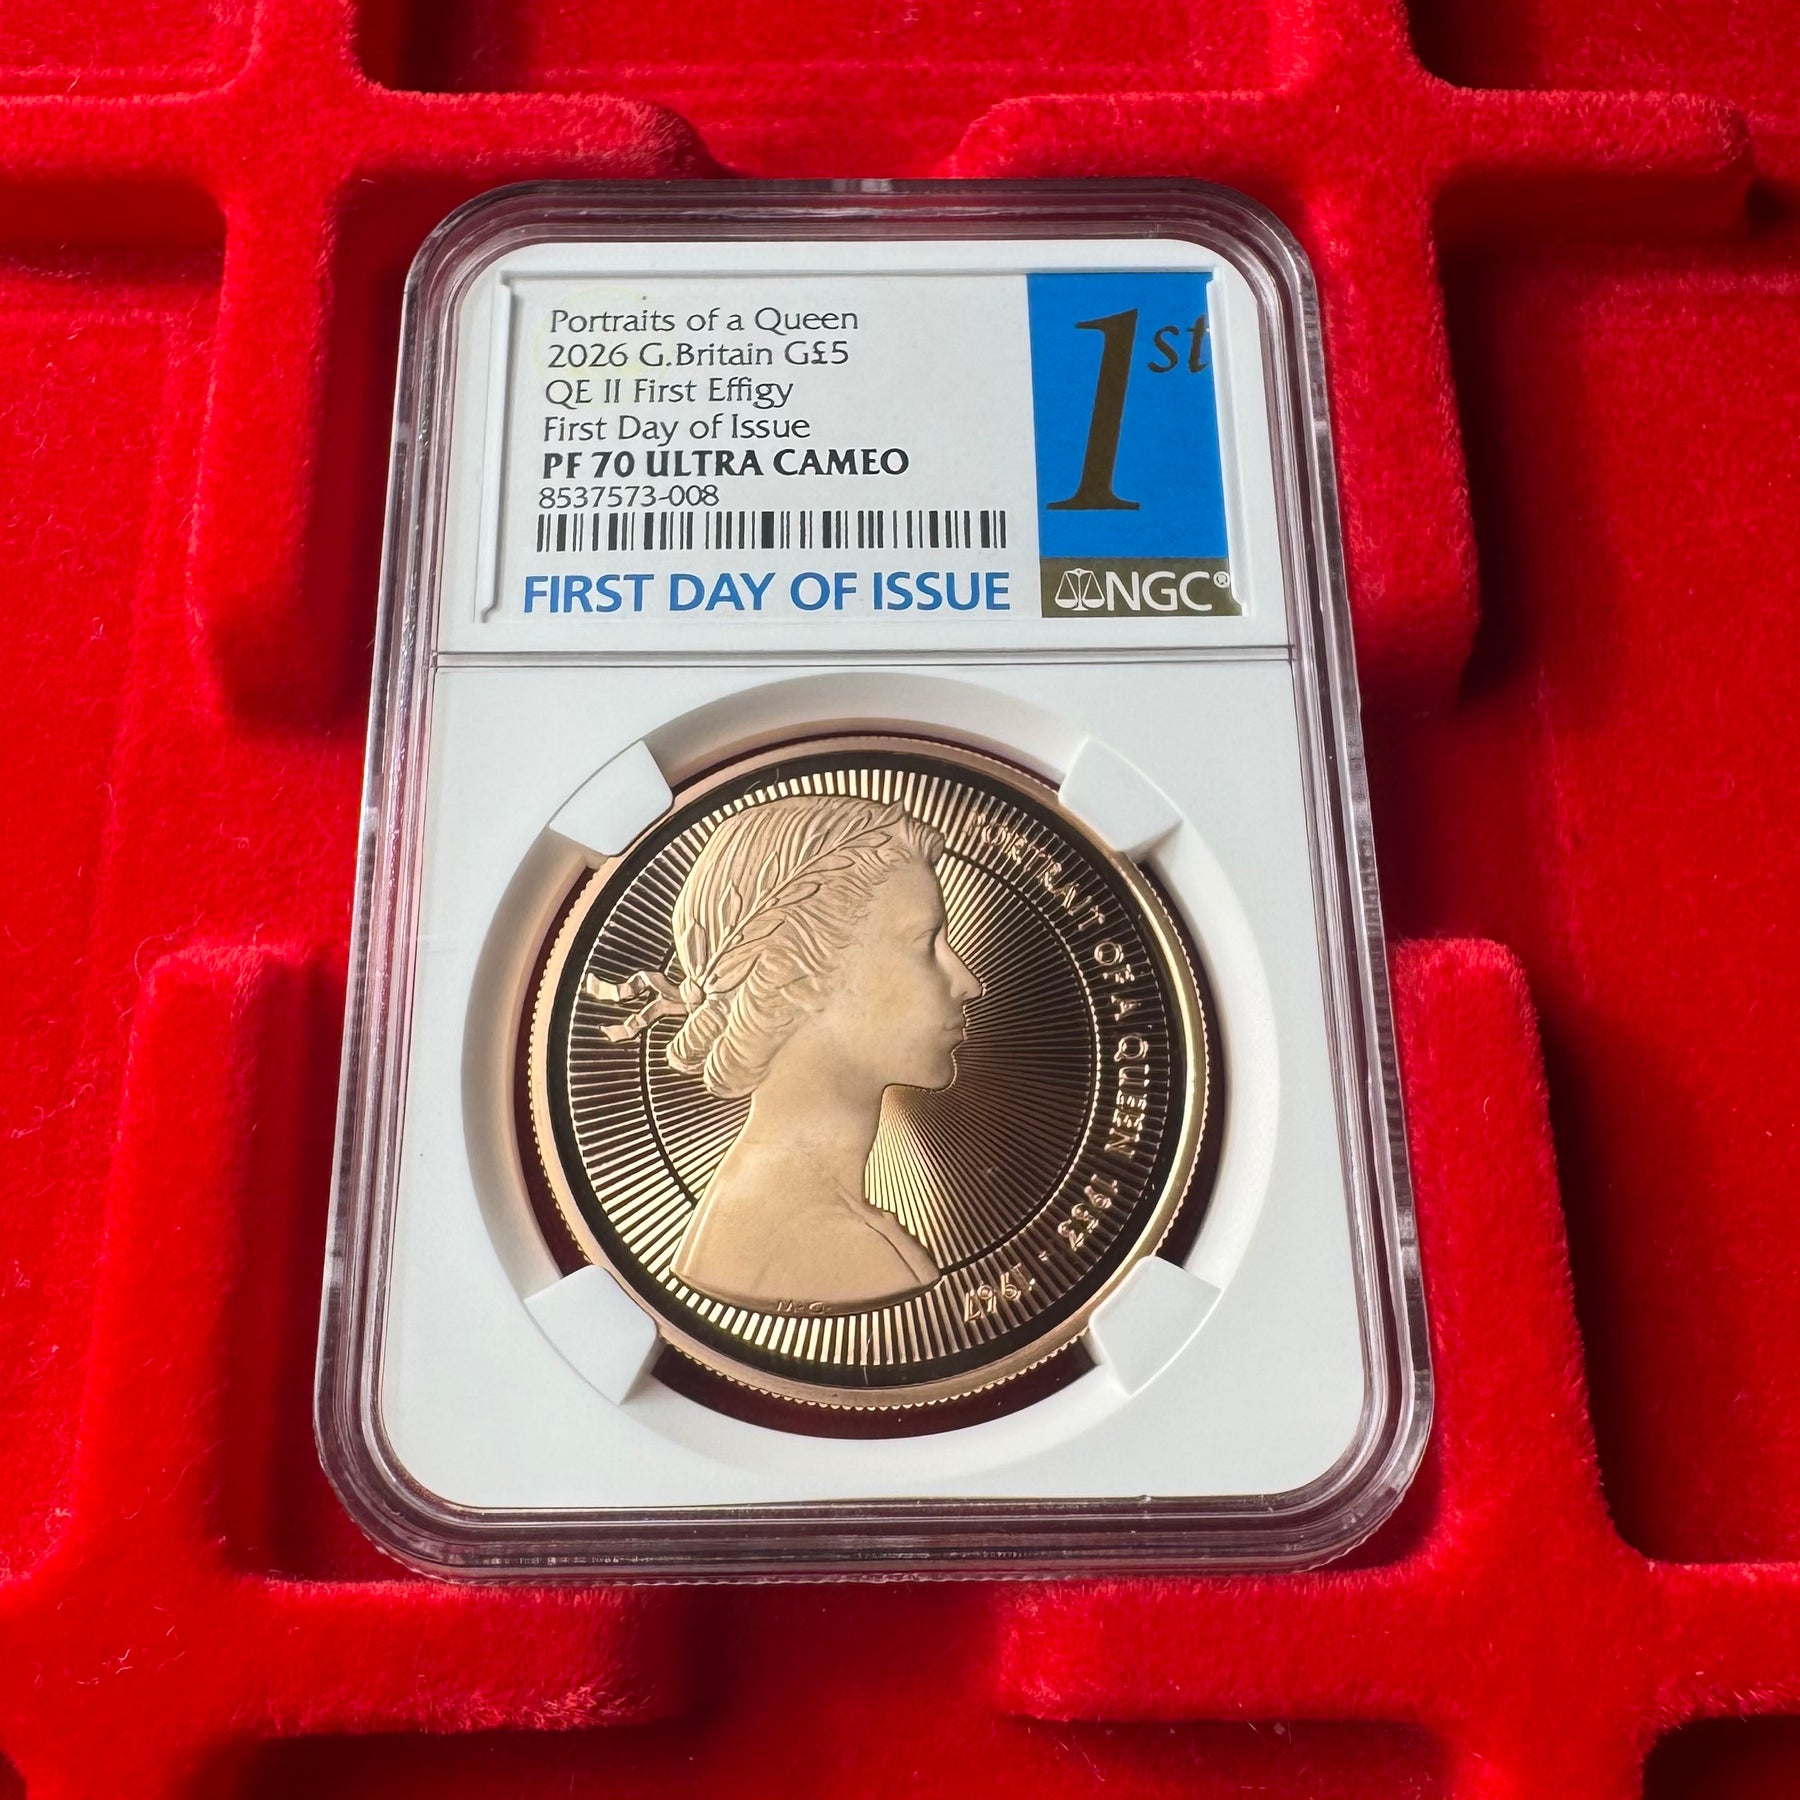 Portraits of a Queen
2026 G.Britain G£5
QE II First Effigy
First Day of Issue
PF 70 ULTRA CAMEO
8537573-008
FIRST DAY OF ISSUE
1st
NGC®
PORTRAIT OF A QUEEN 1953 · 1967
M·G·